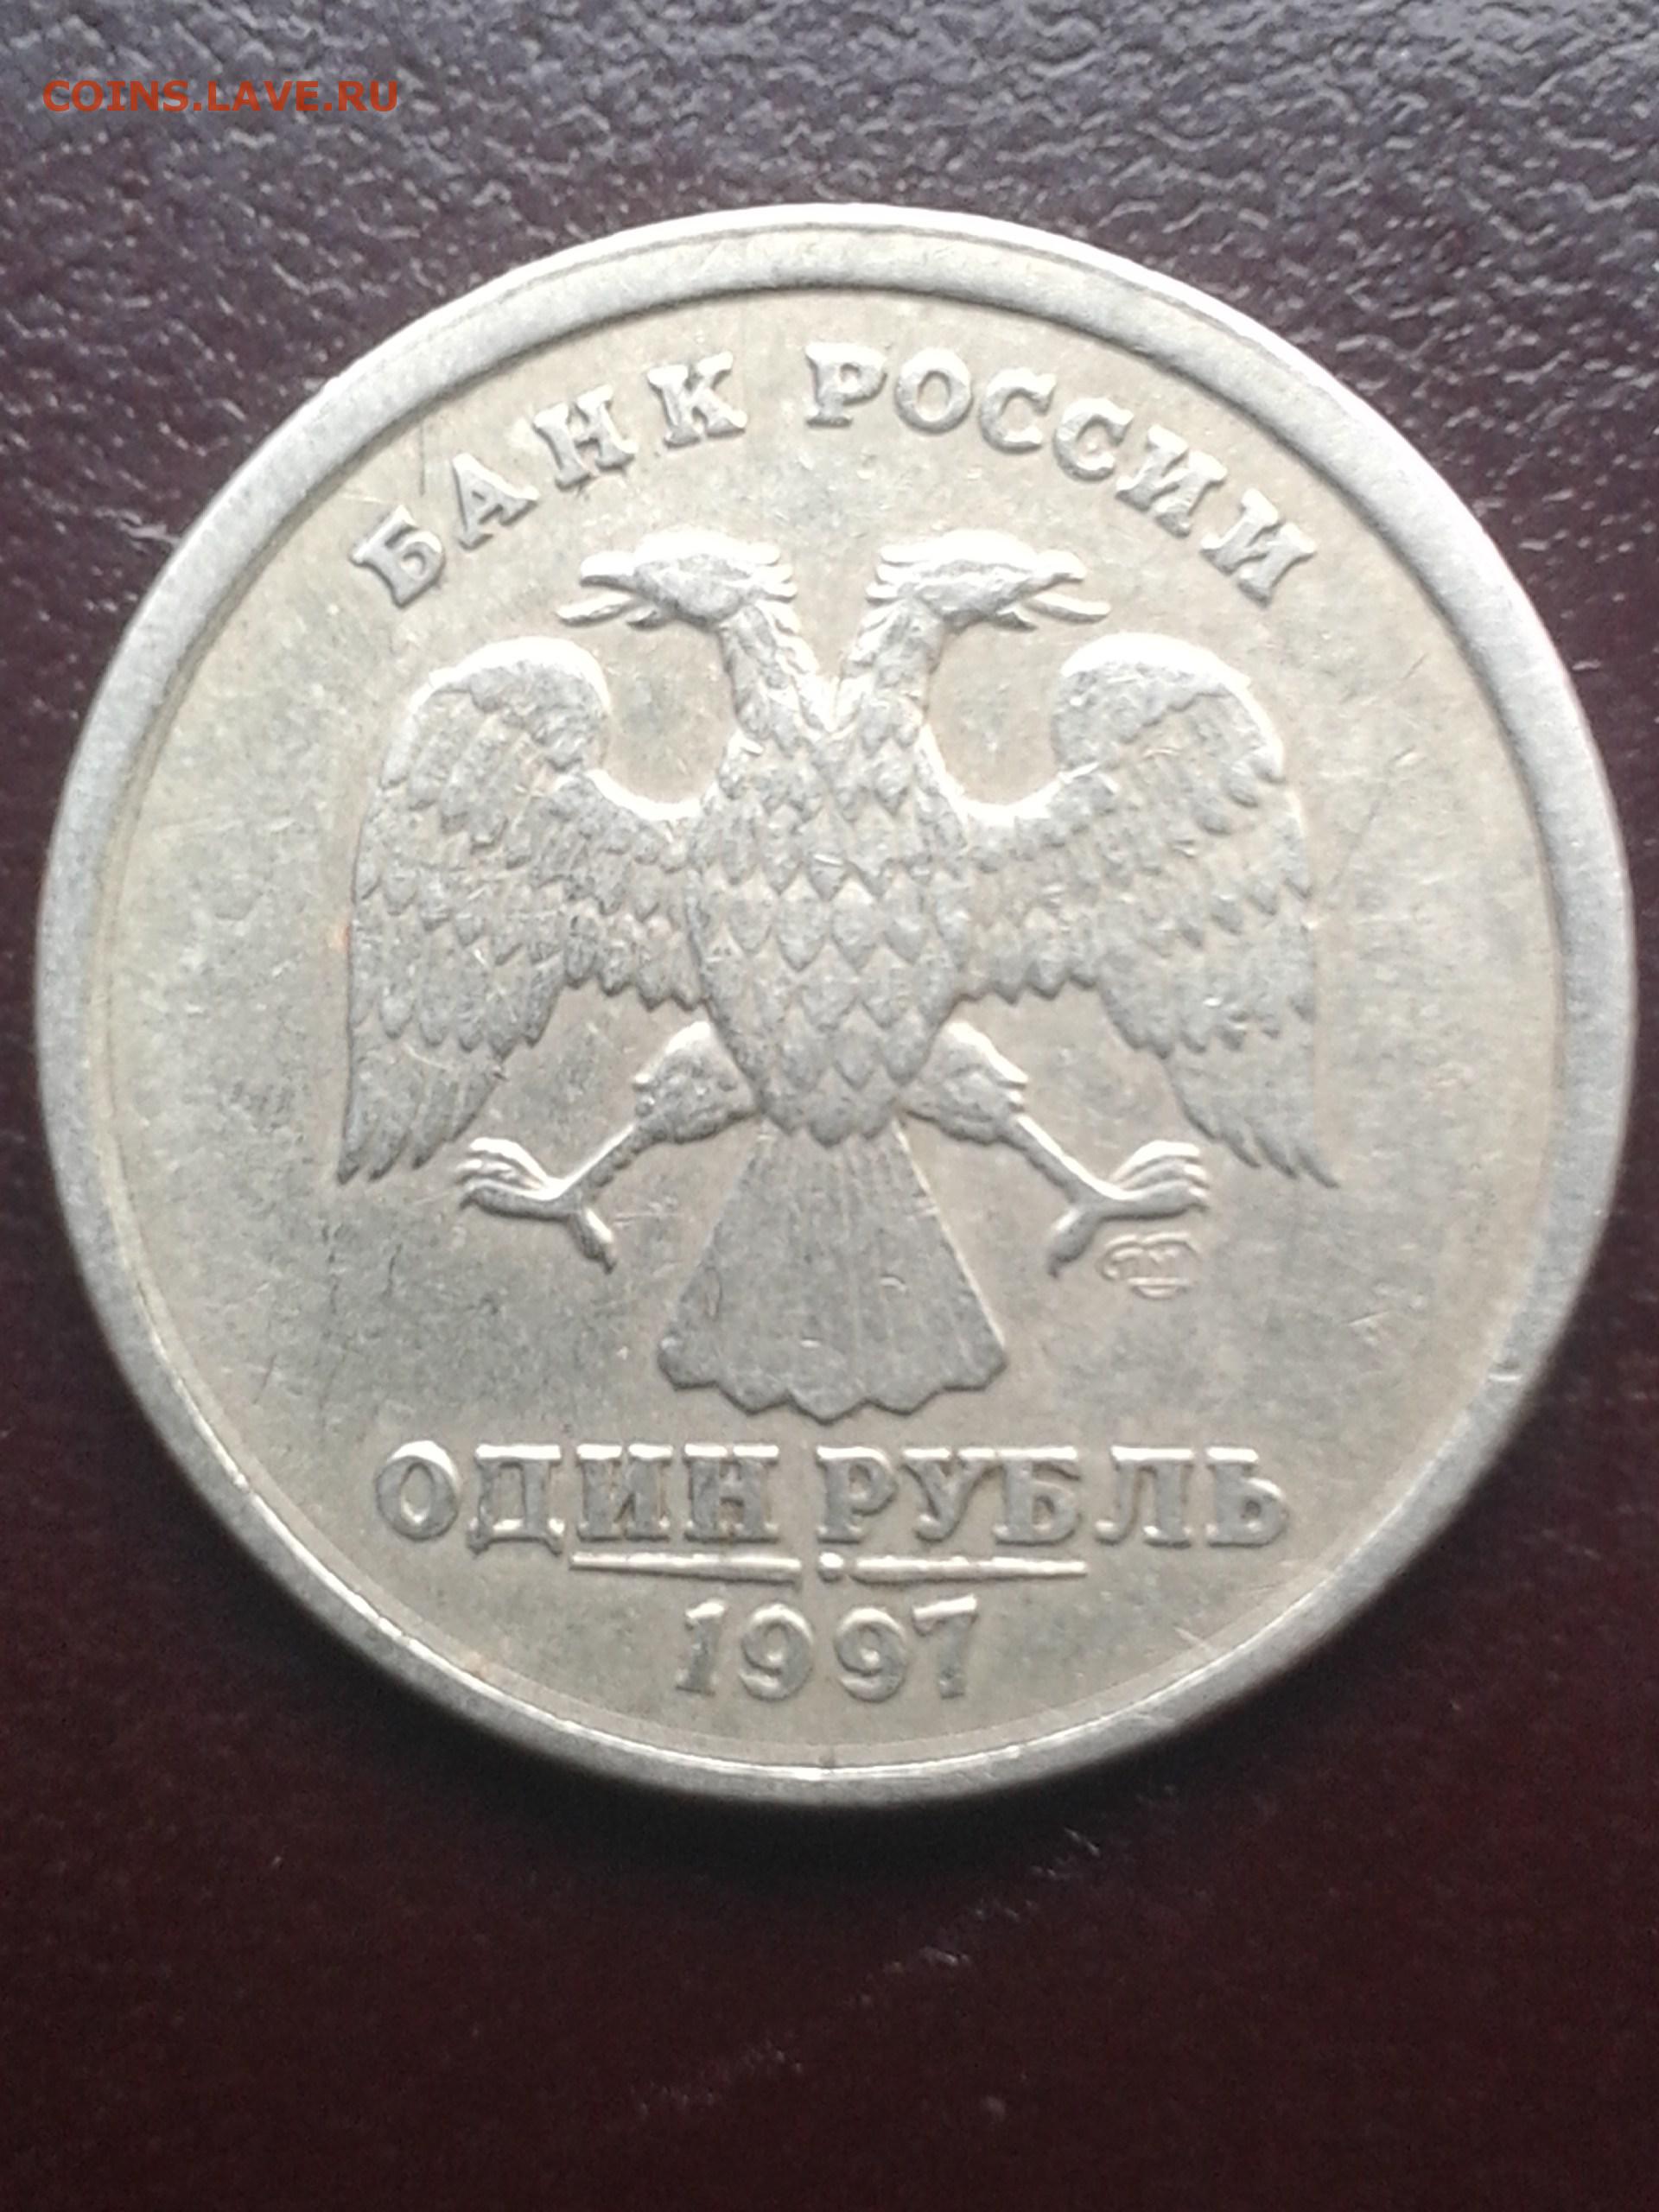 COINS.LAVE.RU
БАНК РОССИИ
ОДИН РУБЛЬ
1997